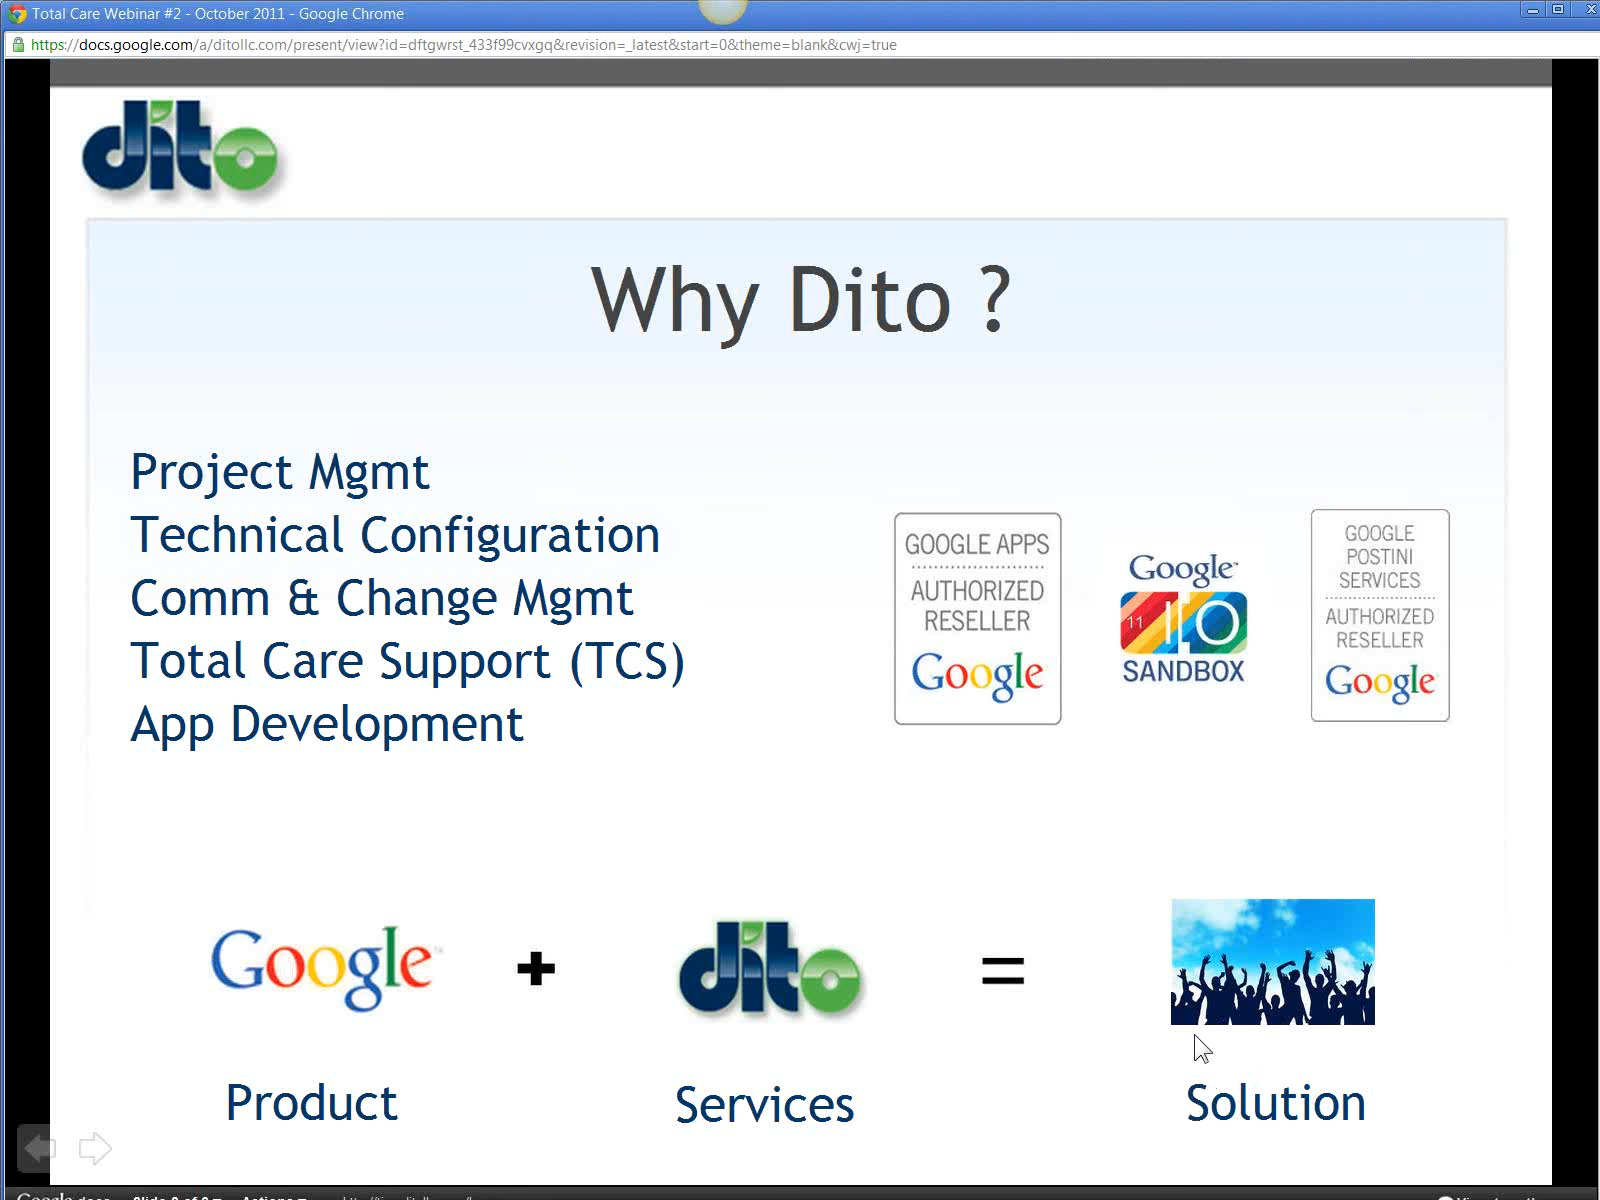 Total Care Webinar #2 - October 2011 - Google Chrome
https://docs.google.com/a/ditollc.com/present/view?id=dftgwrst_433f99cvxgq&revision=_latest&start=0&theme=blank&cwj=true
dito
Why Dito ?
Project Mgmt
Technical Configuration
Comm & Change Mgmt
Total Care Support (TCS)
App Development
GOOGLE APPS
AUTHORIZED
RESELLER
Google
Google
11 IO
SANDBOX
GOOGLE
POSTINI
SERVICES
AUTHORIZED
RESELLER
Google
Google™ + dito =
Product Services Solution